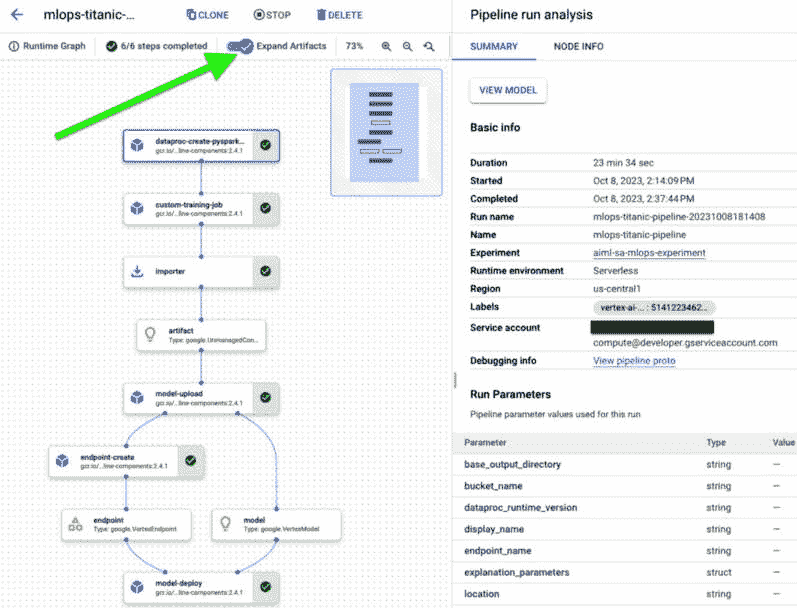 mlops-titanic-...
CLONE
STOP
DELETE
Runtime Graph
6/6 steps completed
Expand Artifacts
73%
dataproc-create-pyspark...
gcr.io/...line-components:2.4.1
custom-training-job
gcr.io/...line-components:2.4.1
importer
artifact
Type: google.UnmanagedCon...
model-upload
gcr.io/...line-components:2.4.1
endpoint-create
gcr.io/...line-components:2.4.1
endpoint
Type: google.VertexEndpoint
model
Type: google.VertexModel
model-deploy
gcr.io/...line-components:2.4.1
Pipeline run analysis
SUMMARY
NODE INFO
VIEW MODEL
Basic info
Duration 23 min 34 sec
Started Oct 8, 2023, 2:14:09 PM
Completed Oct 8, 2023, 2:37:44 PM
Run name mlops-titanic-pipeline-20231008181408
Name mlops-titanic-pipeline
Experiment aiml-sa-mlops-experiment
Runtime environment Serverless
Region us-central1
Labels vertex-ai-... : 5141223462...
Service account
compute@developer.gserviceaccount.com
Debugging info View pipeline proto
Run Parameters
Pipeline parameter values used for this run
Parameter Type Value
base_output_directory string —
bucket_name string —
dataproc_runtime_version string —
display_name string —
endpoint_name string —
explanation_parameters struct —
location string —